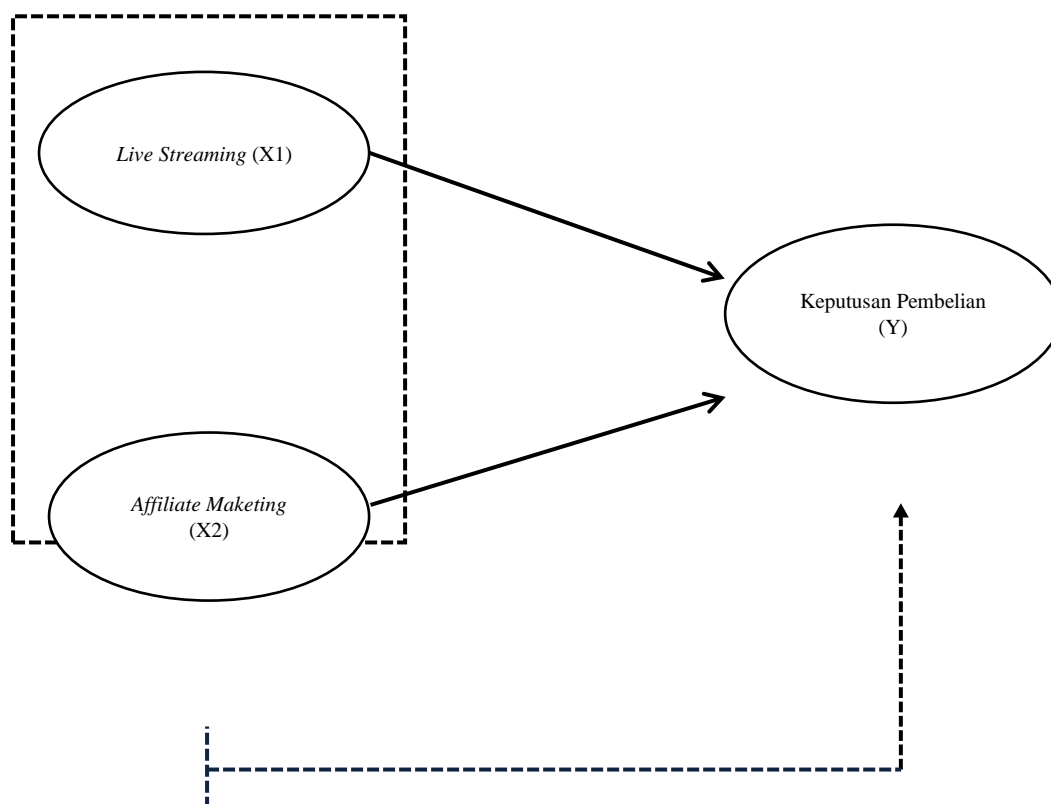 Live Streaming (X1)
Keputusan Pembelian
(Y)
Affiliate Maketing
(X2)